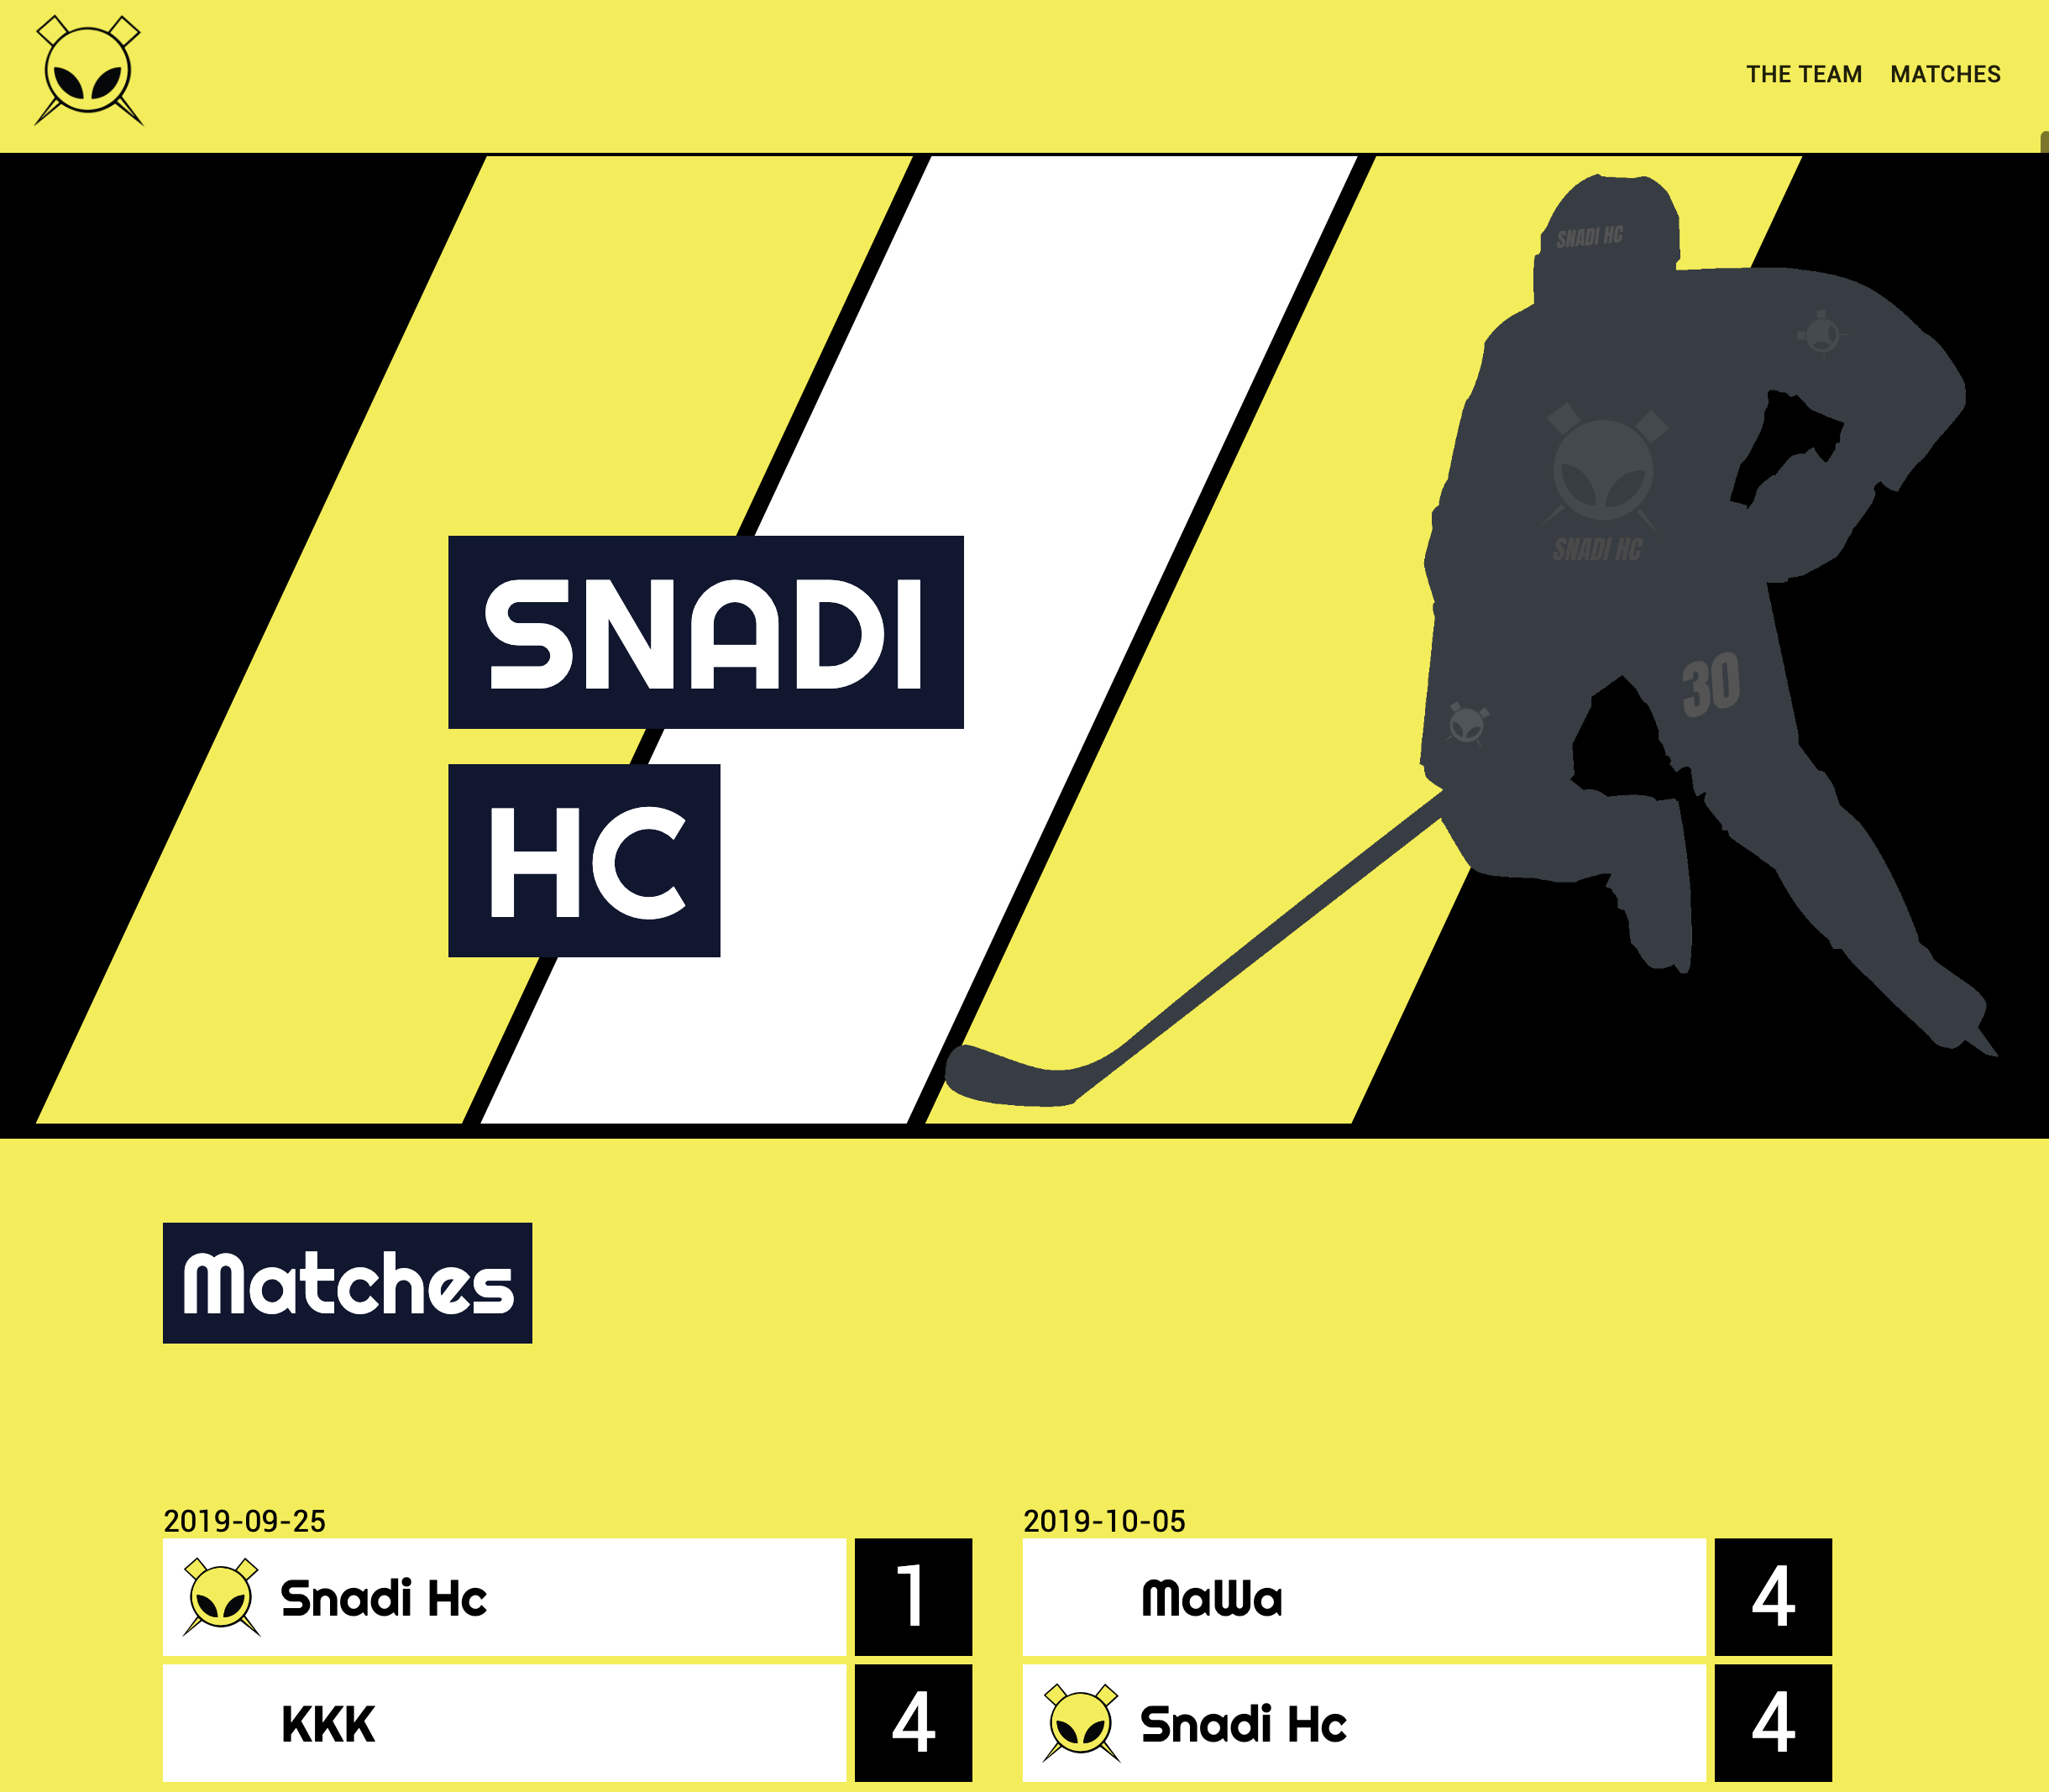 THE TEAM MATCHES
SNADI HC
SNADI
HC
SNADI HC
30
Matches
2019-09-25
Snadi Hc 1
KKK 4
2019-10-05
MaWa 4
Snadi Hc 4